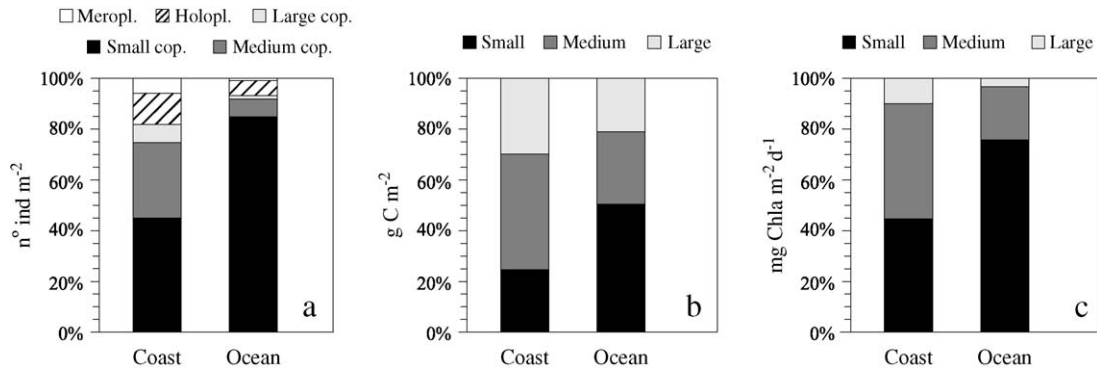 Meropl. Holopl. Large cop.
Small cop. Medium cop.
nº ind m-2
100%
80%
60%
40%
20%
0%
Coast Ocean
a
Small Medium Large
g C m-2
100%
80%
60%
40%
20%
0%
Coast Ocean
b
Small Medium Large
mg Chla m-2 d-1
100%
80%
60%
40%
20%
0%
Coast Ocean
c